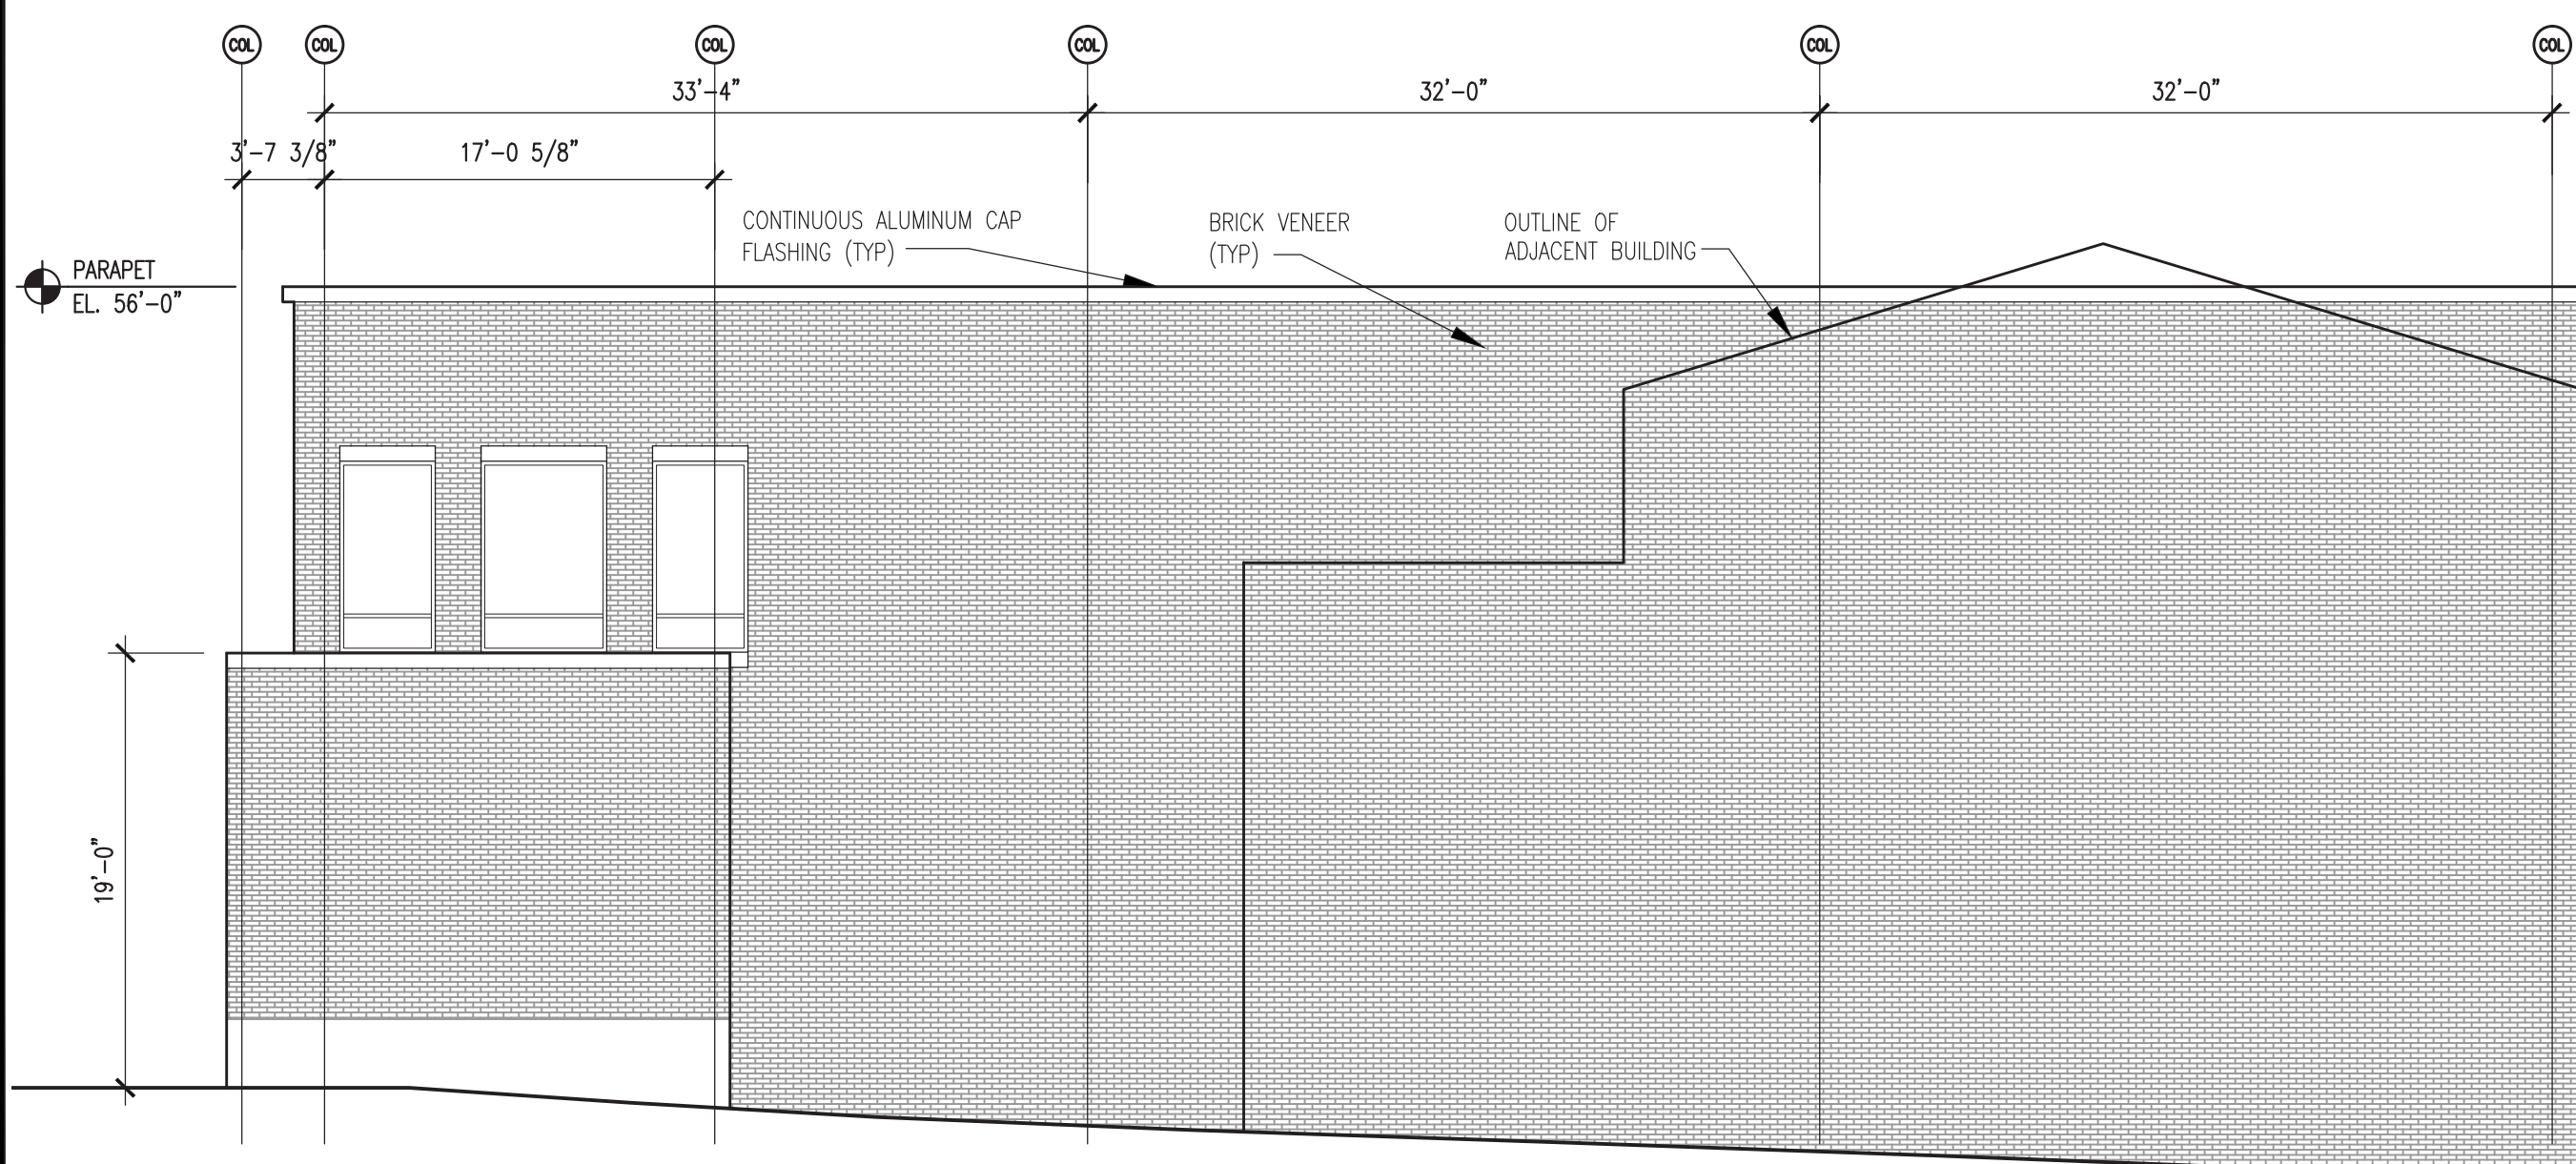 COL COL COL COL COL COL
33'-4" 32'-0" 32'-0"
3'-7 3/8" 17'-0 5/8"
CONTINUOUS ALUMINUM CAP
FLASHING (TYP)
BRICK VENEER
(TYP)
OUTLINE OF
ADJACENT BUILDING
PARAPET
EL. 56'-0"
19'-0"